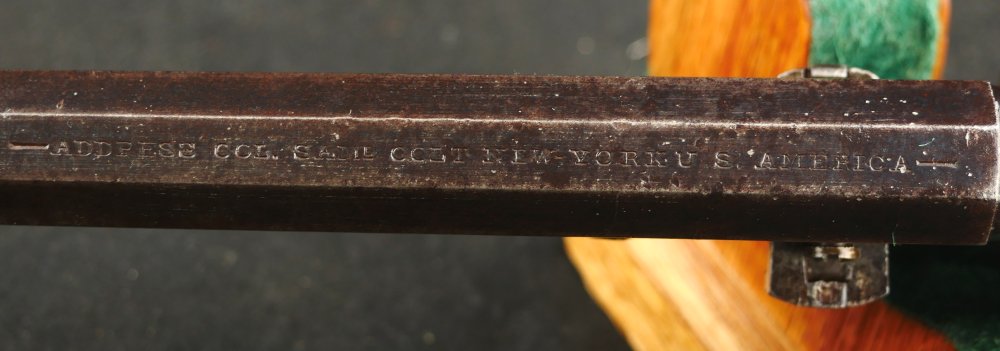 —ADDRESS COL. SAML COLT NEW-YORK U S. AMERICA—